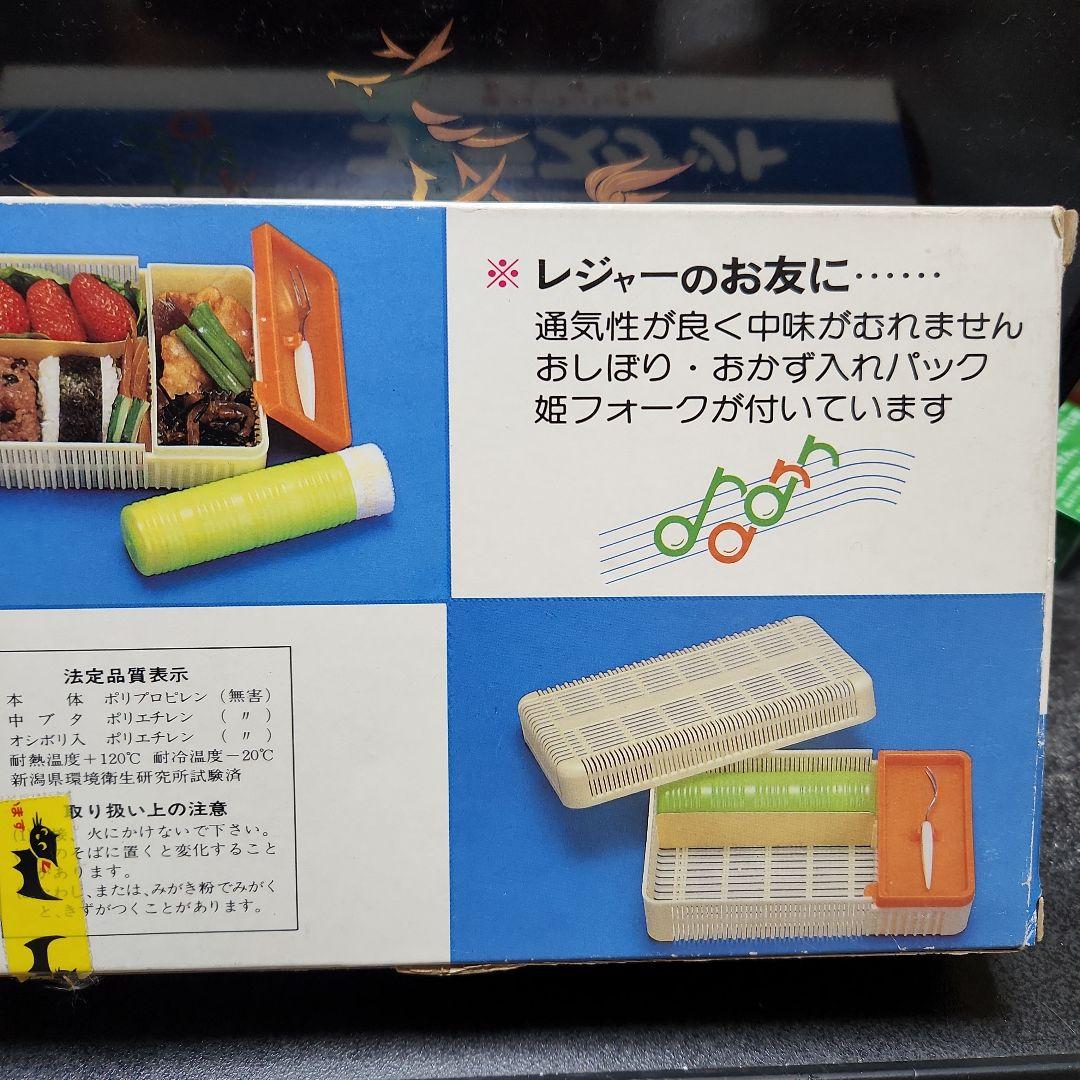 ※ レジャーのお友に……
通気性が良く中味がむれません
おしぼり・おかず入れパック
姫フォークが付いています
法定品質表示
本　　体 ポリプロピレン（無害）
中ブタ ポリエチレン（〃）
オシボリ入 ポリエチレン（〃）
耐熱温度＋120℃ 耐冷温度－20℃
新潟県環境衛生研究所試験済
取り扱い上の注意
火にかけないで下さい。
のそばに置くと変化すること
があります。
わし、または、みがき粉でみがく
と、きずがつくことがあります。
ます